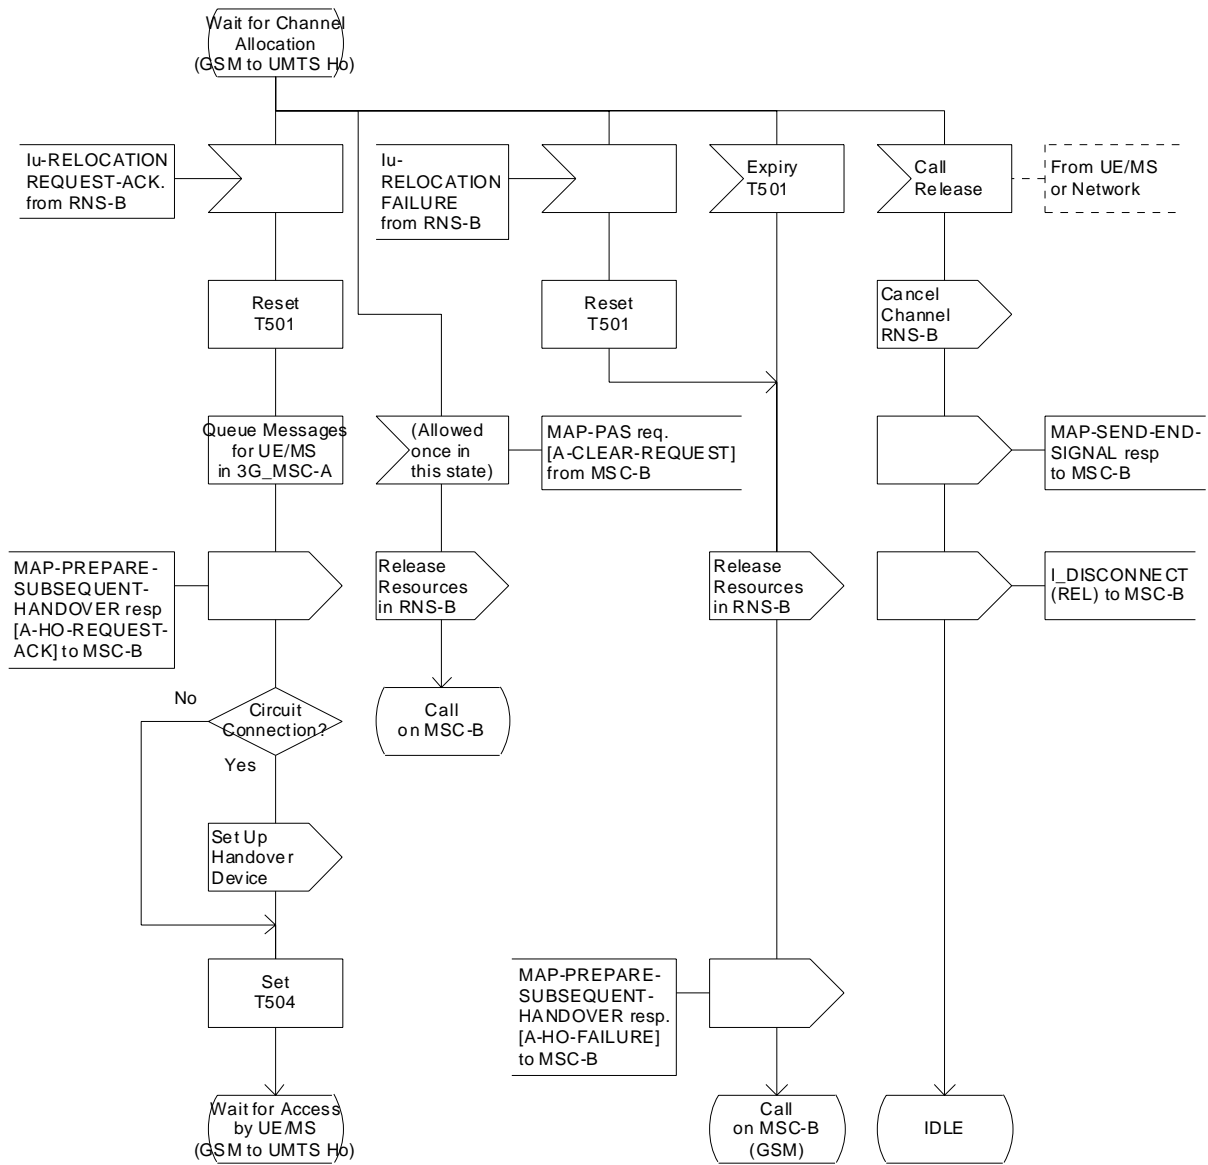 Wait for Channel
Allocation
(GSM to UMTS Ho)
Iu-RELOCATION
REQUEST-ACK.
from RNS-B
Iu-
RELOCATION
FAILURE
from RNS-B
Expiry
T501
Call
Release
From UE/MS
or Network
Reset
T501
Reset
T501
Cancel
Channel
RNS-B
Queue Messages
for UE/MS
in 3G_MSC-A
(Allowed
once in
this state)
MAP-PAS req.
[A-CLEAR-REQUEST]
from MSC-B
MAP-SEND-END-
SIGNAL resp
to MSC-B
MAP-PREPARE-
SUBSEQUENT-
HANDOVER resp
[A-HO-REQUEST-
ACK] to MSC-B
Release
Resources
in RNS-B
Release
Resources
in RNS-B
I_DISCONNECT
(REL) to MSC-B
No
Circuit
Connection?
Yes
Call
on MSC-B
Set Up
Handover
Device
Set
T504
MAP-PREPARE-
SUBSEQUENT-
HANDOVER resp.
[A-HO-FAILURE]
to MSC-B
Wait for Access
by UE/MS
(GSM to UMTS Ho)
Call
on MSC-B
(GSM)
IDLE